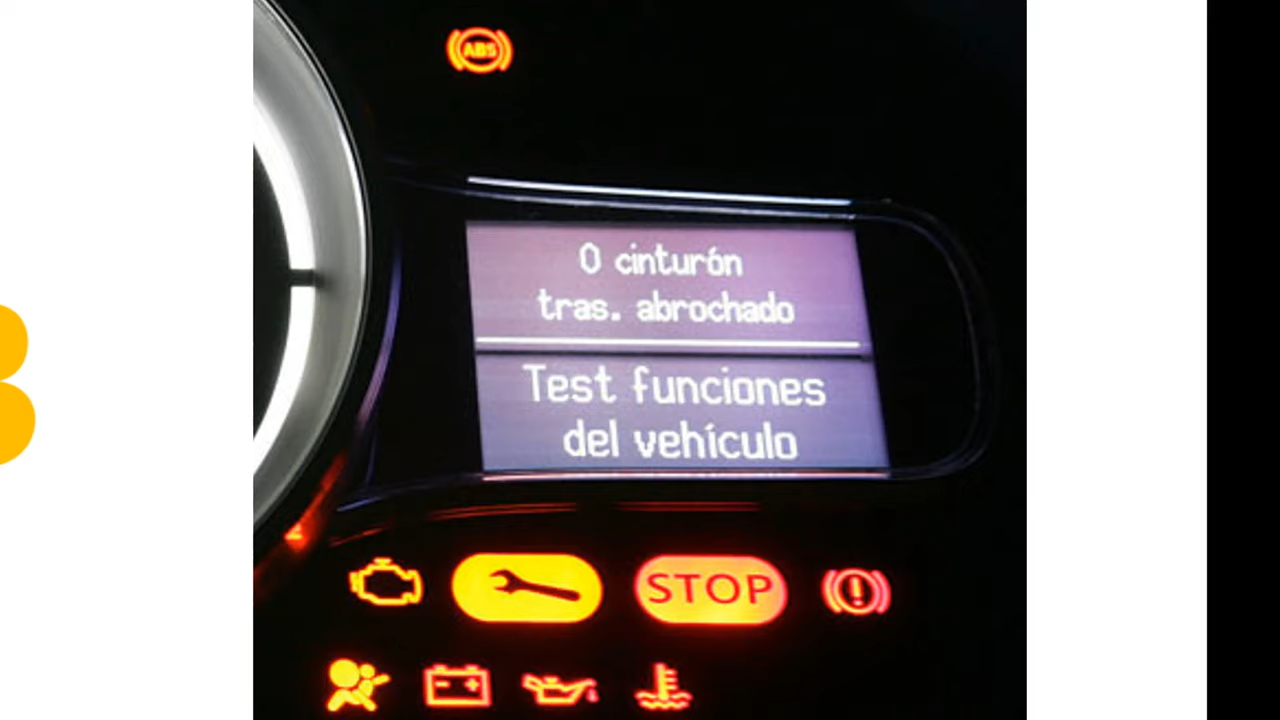 ABS
0 cinturón
tras. abrochado
Test funciones
del vehículo
STOP